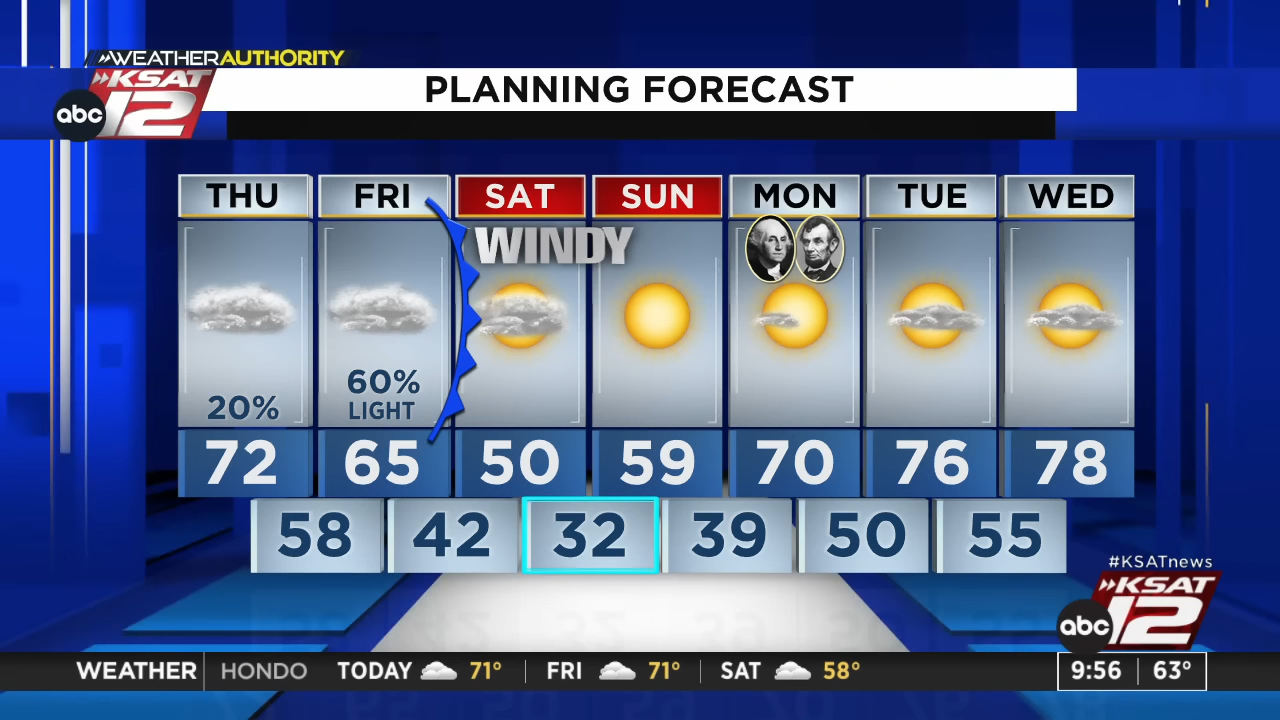 WEATHERAUTHORITY
KSAT
abc 12
PLANNING FORECAST
THU FRI SAT SUN MON TUE WED
WINDY
20% 60% LIGHT
72 65 50 59 70 76 78
58 42 32 39 50 55
#KSATnews
KSAT
abc 12
WEATHER HONDO TODAY 71° FRI 71° SAT 58° 9:56 63°